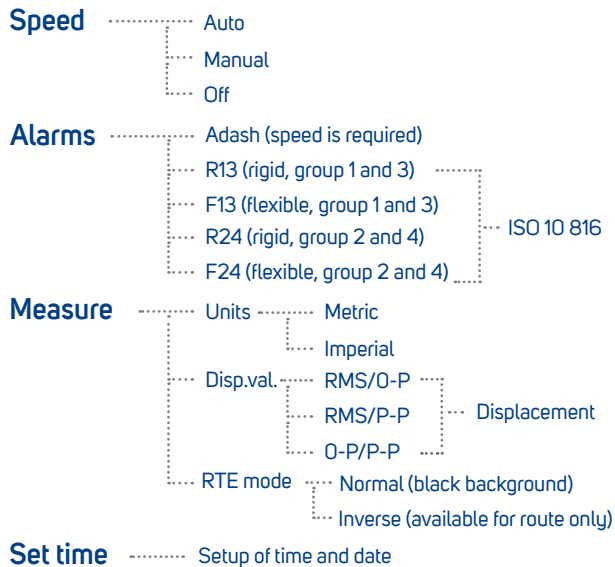 Speed Auto
Manual
Off
Alarms Adash (speed is required)
R13 (rigid, group 1 and 3)
F13 (flexible, group 1 and 3)
ISO 10 816
R24 (rigid, group 2 and 4)
F24 (flexible, group 2 and 4)
Measure Units Metric
Imperial
Disp.val. RMS/0-P
RMS/P-P Displacement
0-P/P-P
RTE mode Normal (black background)
Inverse (available for route only)
Set time Setup of time and date